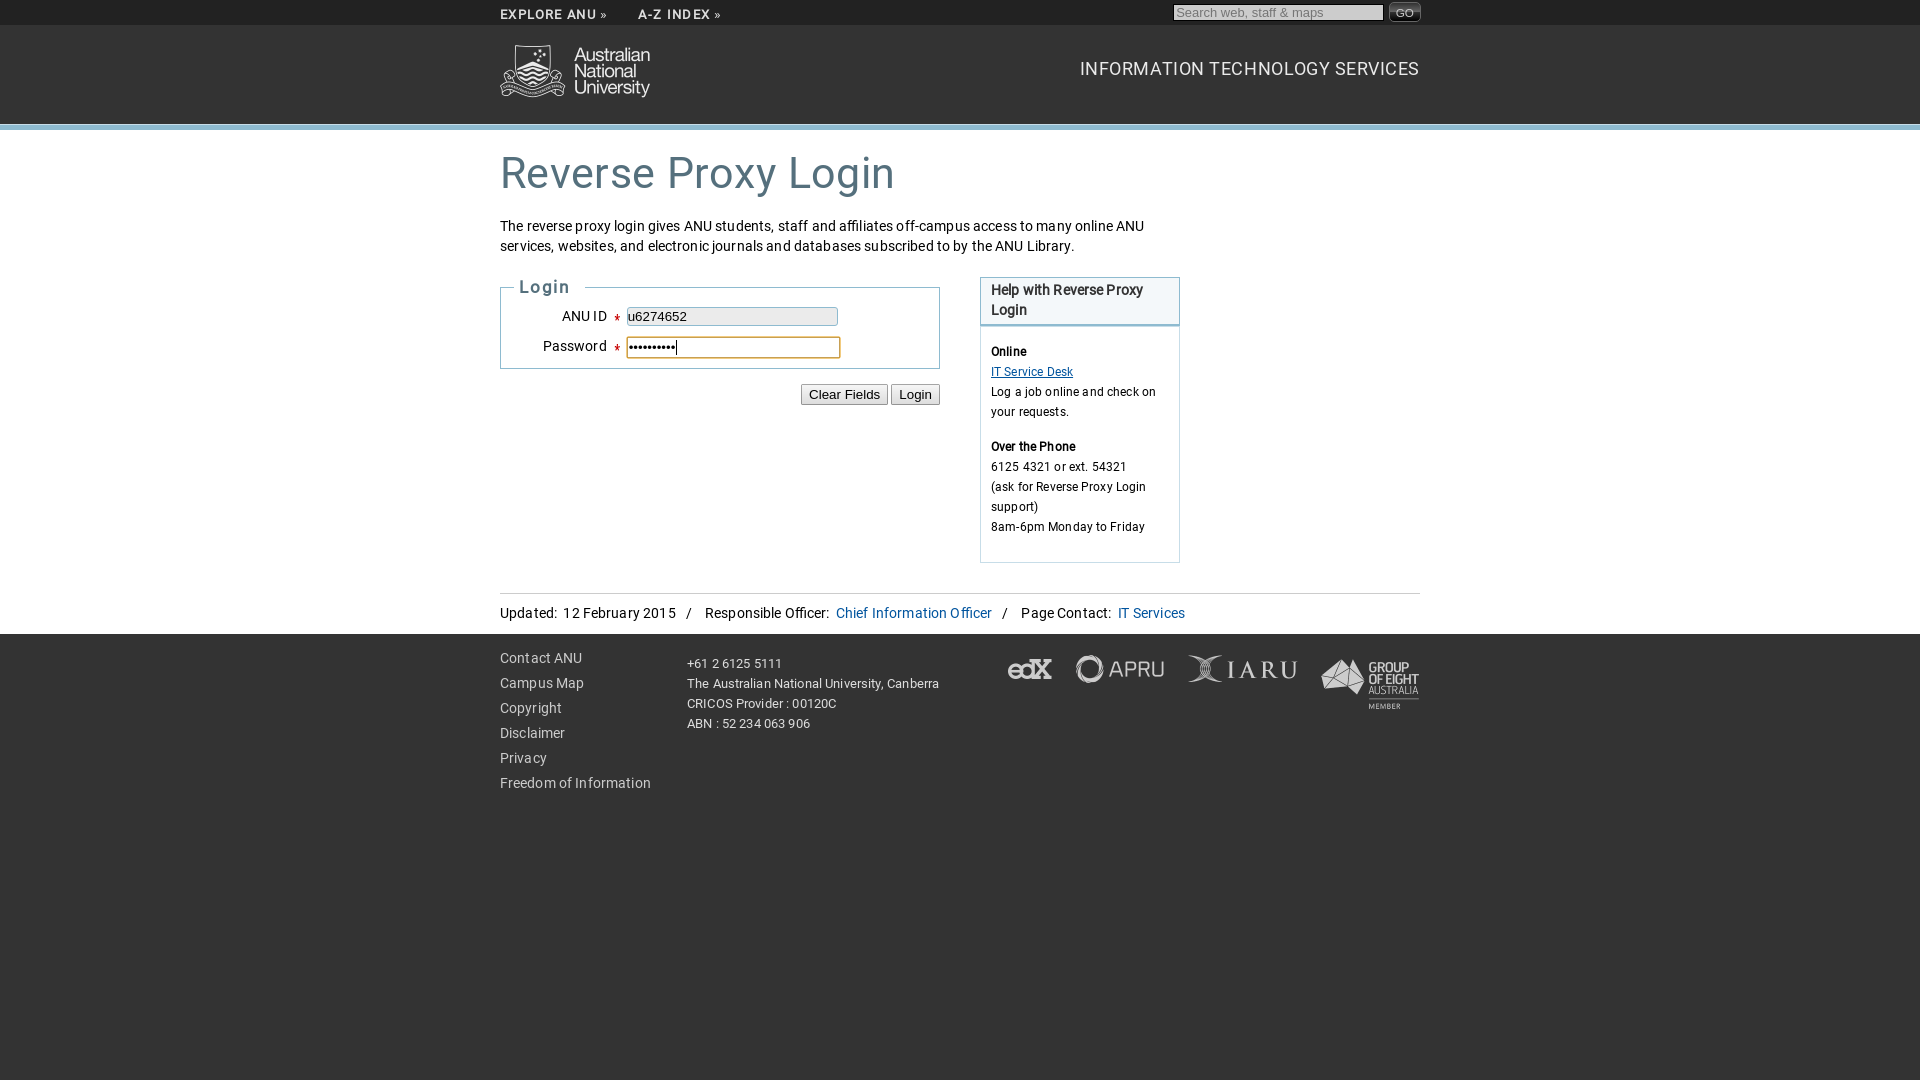 EXPLORE ANU » A-Z INDEX » Search web, staff & maps GO
Australian
National
University
INFORMATION TECHNOLOGY SERVICES
Reverse Proxy Login
The reverse proxy login gives ANU students, staff and affiliates off-campus access to many online ANU
services, websites, and electronic journals and databases subscribed to by the ANU Library.
Login
ANU ID * u6274652
Password * ••••••••••
Clear Fields Login
Help with Reverse Proxy
Login
Online
IT Service Desk
Log a job online and check on
your requests.
Over the Phone
6125 4321 or ext. 54321
(ask for Reverse Proxy Login
support)
8am-6pm Monday to Friday
Updated: 12 February 2015 / Responsible Officer: Chief Information Officer / Page Contact: IT Services
Contact ANU
Campus Map
Copyright
Disclaimer
Privacy
Freedom of Information
+61 2 6125 5111
The Australian National University, Canberra
CRICOS Provider : 00120C
ABN : 52 234 063 906
edX
APRU
IARU
GROUP
OF EIGHT
AUSTRALIA
MEMBER